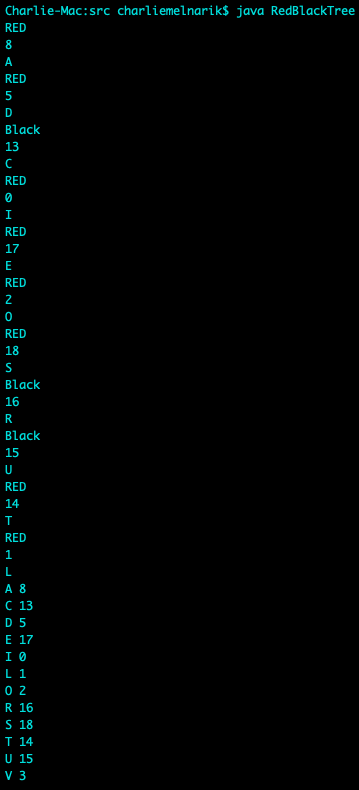 Charlie-Mac:src charliemelnarik$ java RedBlackTree
RED
8
A
RED
5
D
Black
13
C
RED
0
I
RED
17
E
RED
2
O
RED
18
S
Black
16
R
Black
15
U
RED
14
T
RED
1
L
A 8
C 13
D 5
E 17
I 0
L 1
O 2
R 16
S 18
T 14
U 15
V 3